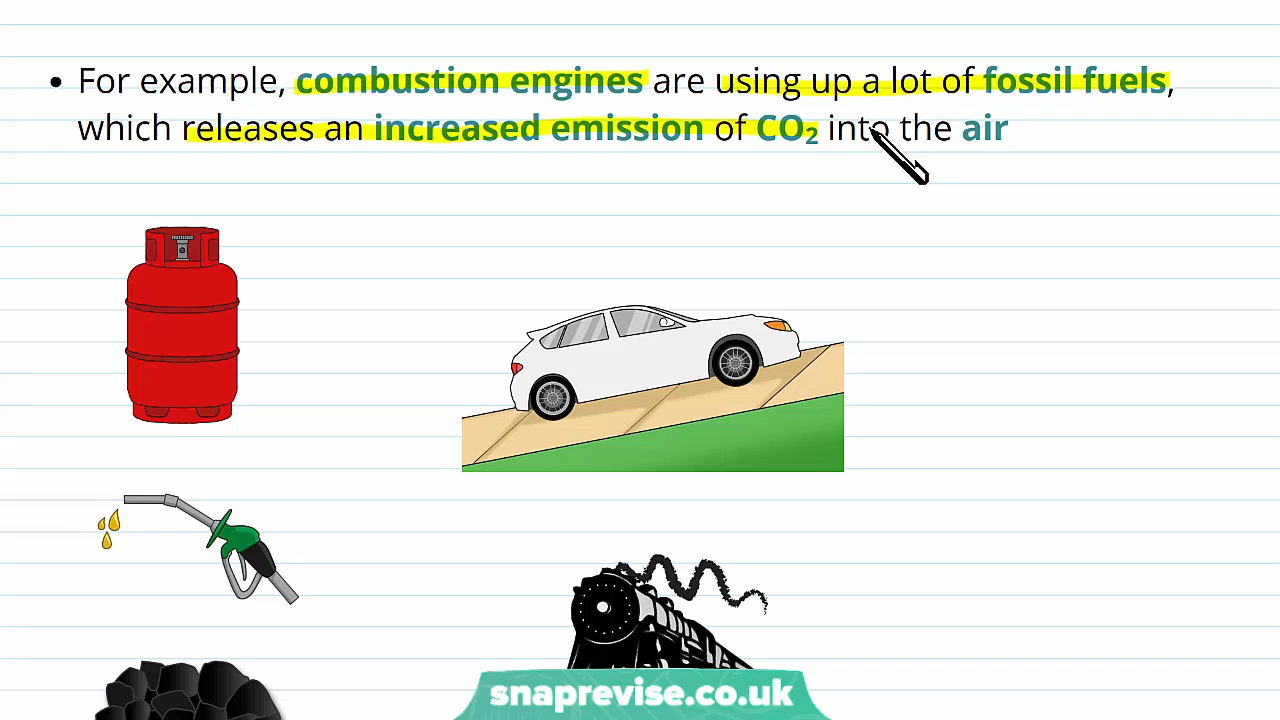 • For example, combustion engines are using up a lot of fossil fuels,
which releases an increased emission of CO₂ into the air
snaprevise.co.uk